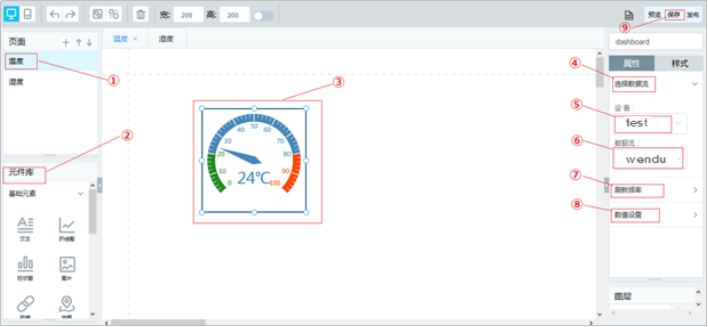 宽: 200 高: 200
⑨ 预览 保存 发布
页面
温度 × 湿度
dashboard
温度
①
湿度
④
属性 样式
选择数据流
③
⑤
设备:
test
②
⑥
数据流:
wendu
元件库
基础元素
0 10 20 30 40 50 60 70 80 90 100
24℃
⑦
刷新频率
⑧
数值设置
文本 折线图
柱状图 图片
链接 地图
图层